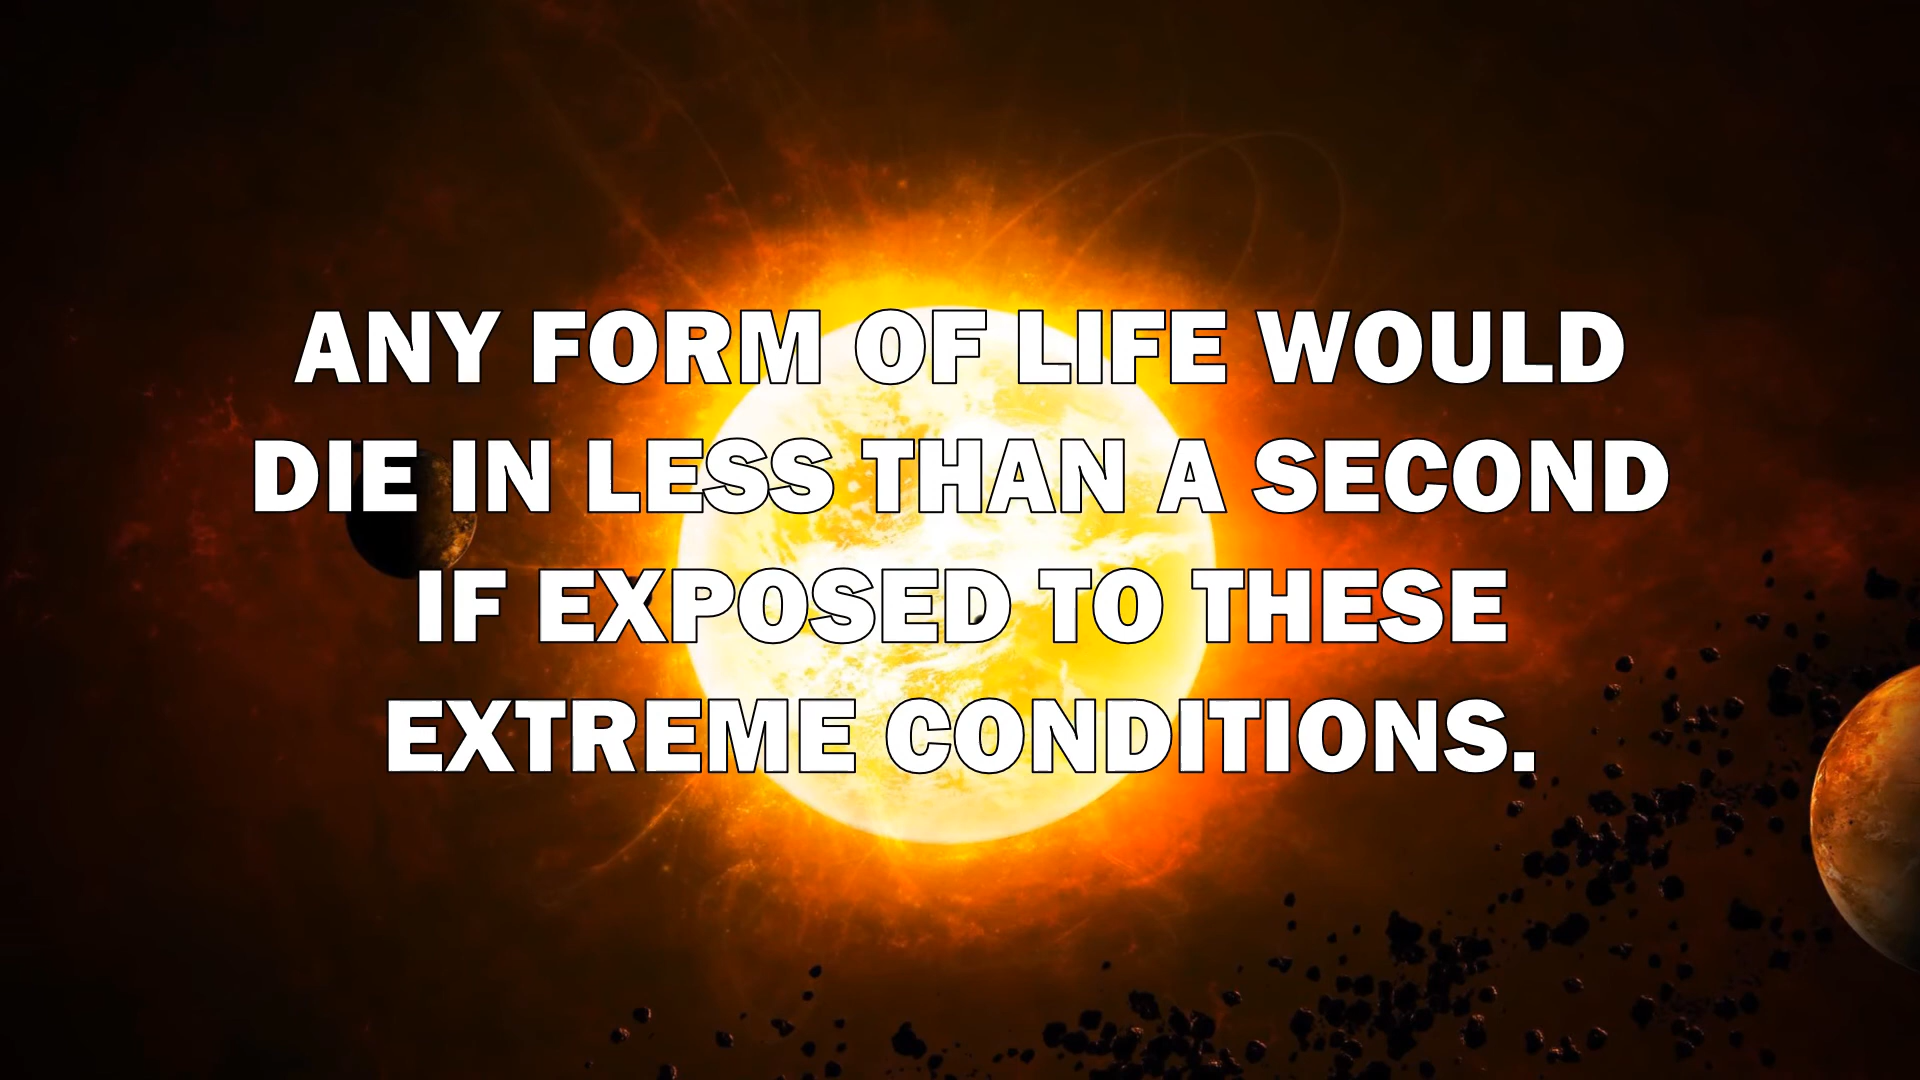 ANY FORM OF LIFE WOULD
DIE IN LESS THAN A SECOND
IF EXPOSED TO THESE
EXTREME CONDITIONS.